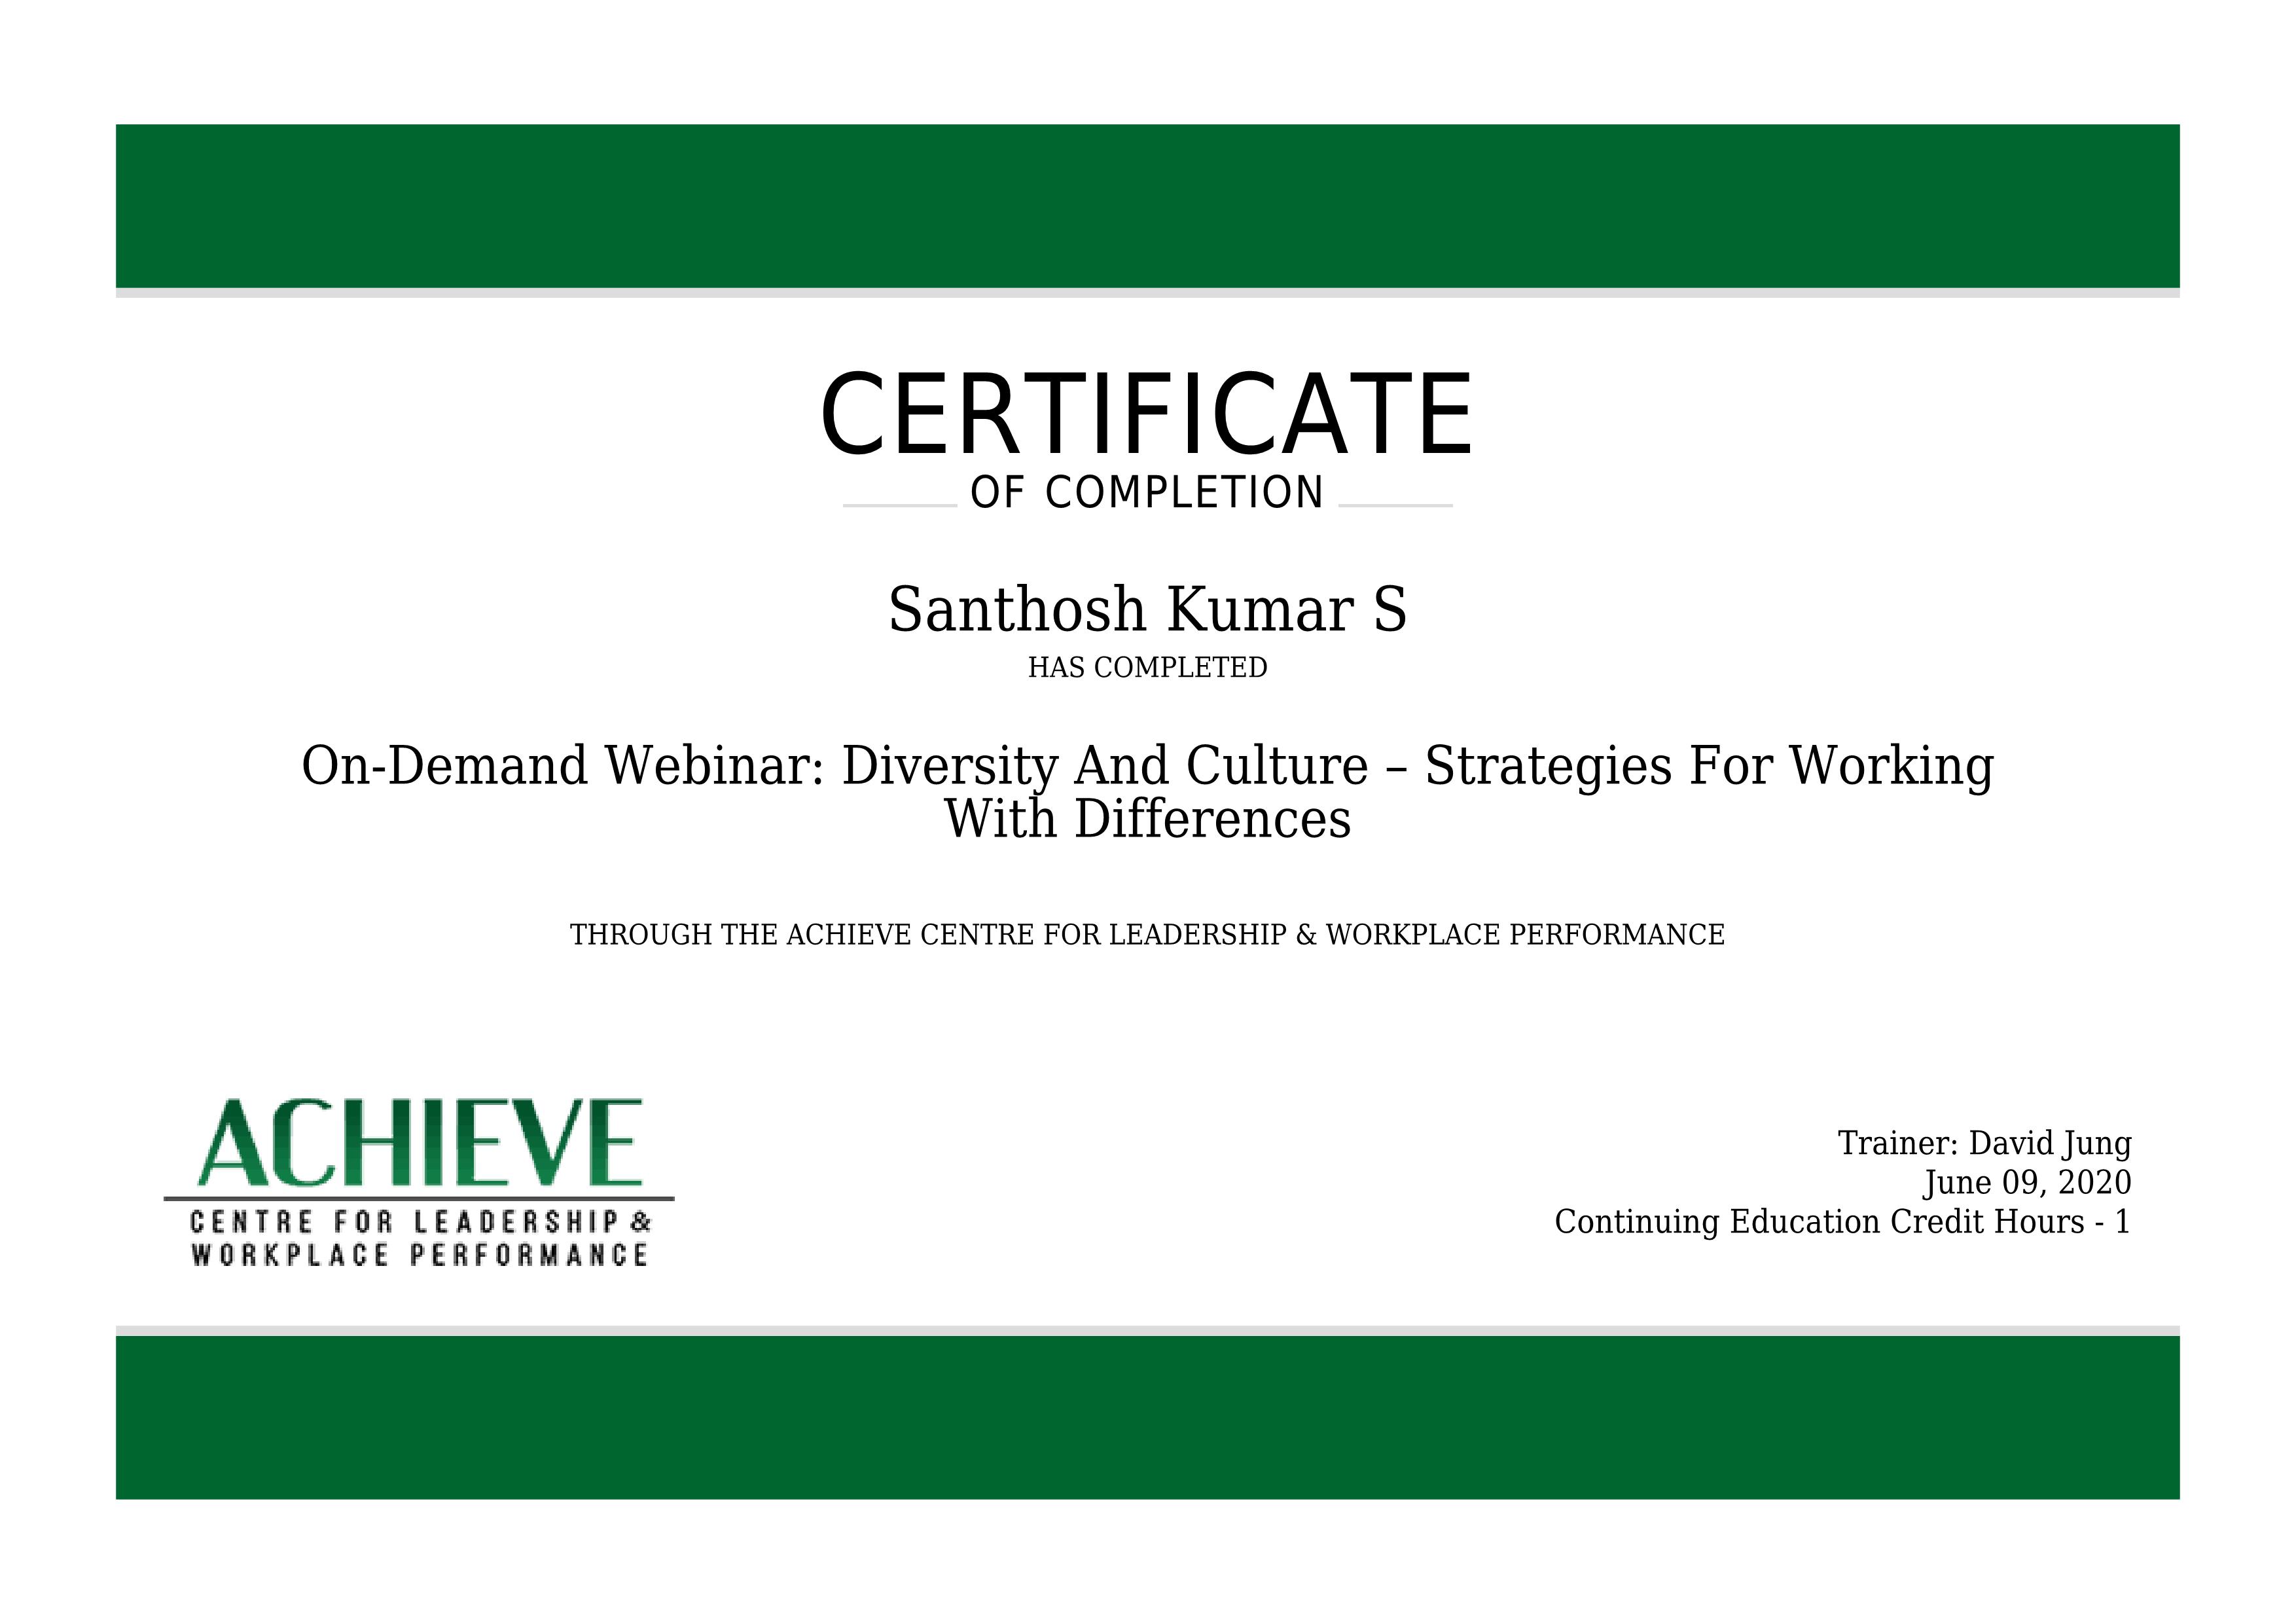 CERTIFICATE
OF COMPLETION
Santhosh Kumar S
HAS COMPLETED
On-Demand Webinar: Diversity And Culture – Strategies For Working
With Differences
THROUGH THE ACHIEVE CENTRE FOR LEADERSHIP & WORKPLACE PERFORMANCE
ACHIEVE
CENTRE FOR LEADERSHIP &
WORKPLACE PERFORMANCE
Trainer: David Jung
June 09, 2020
Continuing Education Credit Hours - 1